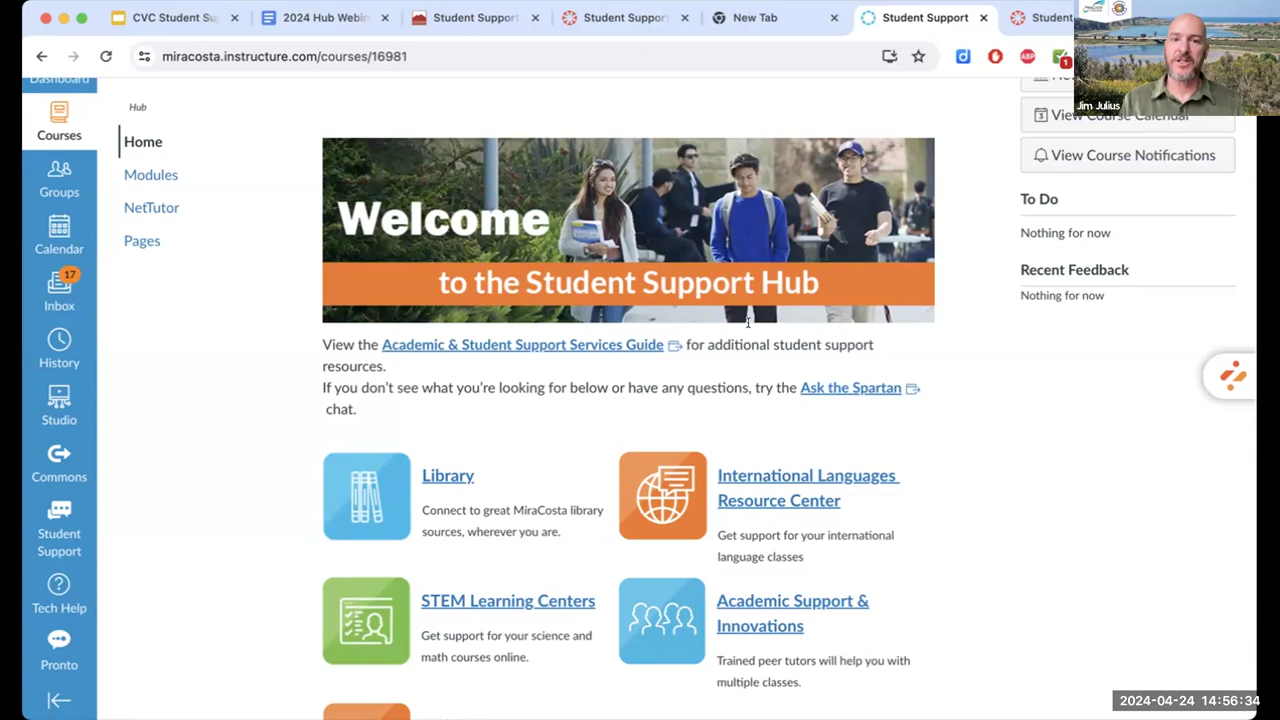 CVC Student Su
2024 Hub Webin
Student Support
Student Support
New Tab
Student Support
Student
miracosta.instructure.com/courses/16981
1
Jim Julius
Dashboard
Courses
Groups
Calendar
17
Inbox
History
Studio
Commons
Student
Support
Tech Help
Pronto
Hub
Home
Modules
NetTutor
Pages
Welcome
to the Student Support Hub
View the Academic & Student Support Services Guide for additional student support
resources.
If you don't see what you're looking for below or have any questions, try the Ask the Spartan
chat.
Library
Connect to great MiraCosta library
sources, wherever you are.
International Languages
Resource Center
Get support for your international
language classes
STEM Learning Centers
Get support for your science and
math courses online.
Academic Support &
Innovations
Trained peer tutors will help you with
multiple classes.
3
View Course Calendar
View Course Notifications
To Do
Nothing for now
Recent Feedback
Nothing for now
2024-04-24 14:56:34